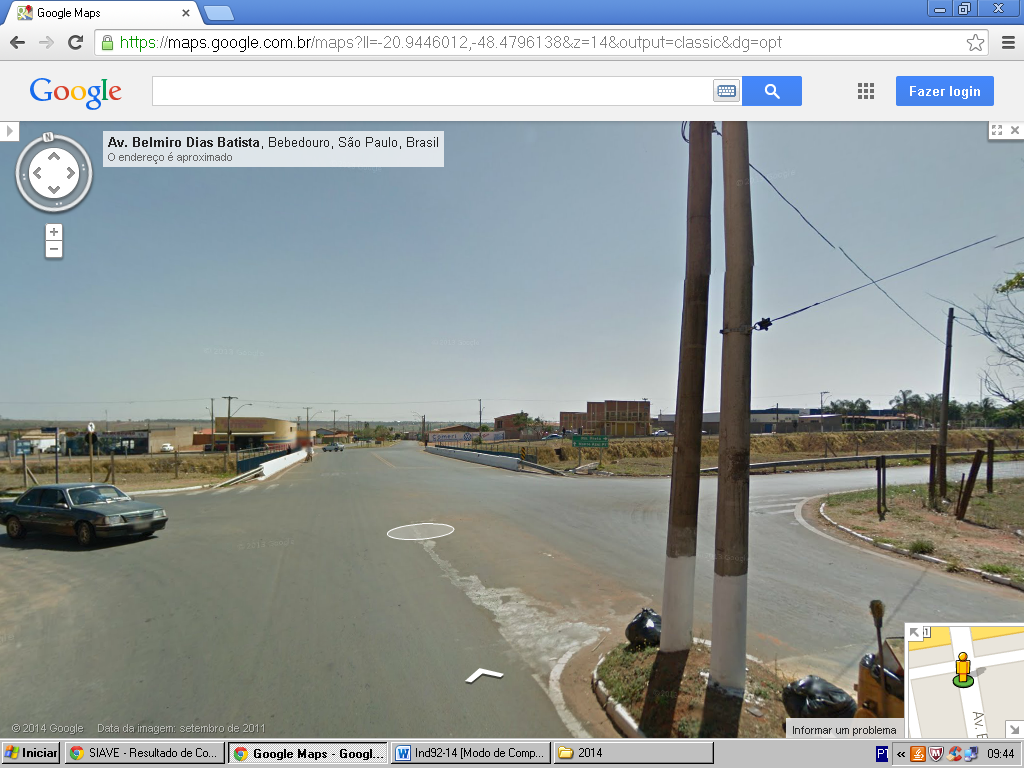 Google Maps
https://maps.google.com.br/maps?ll=-20.9446012,-48.4796138&z=14&output=classic&dg=opt
Google
Fazer login
N
Av. Belmiro Dias Batista, Bebedouro, São Paulo, Brasil
O endereço é aproximado
1
Av.
© 2014 Google
Data da imagem: setembro de 2011
Informar um problema
Iniciar
SIAVE - Resultado de Co...
Google Maps - Googl...
Ind92-14 [Modo de Comp...
2014
PT
«
09:44